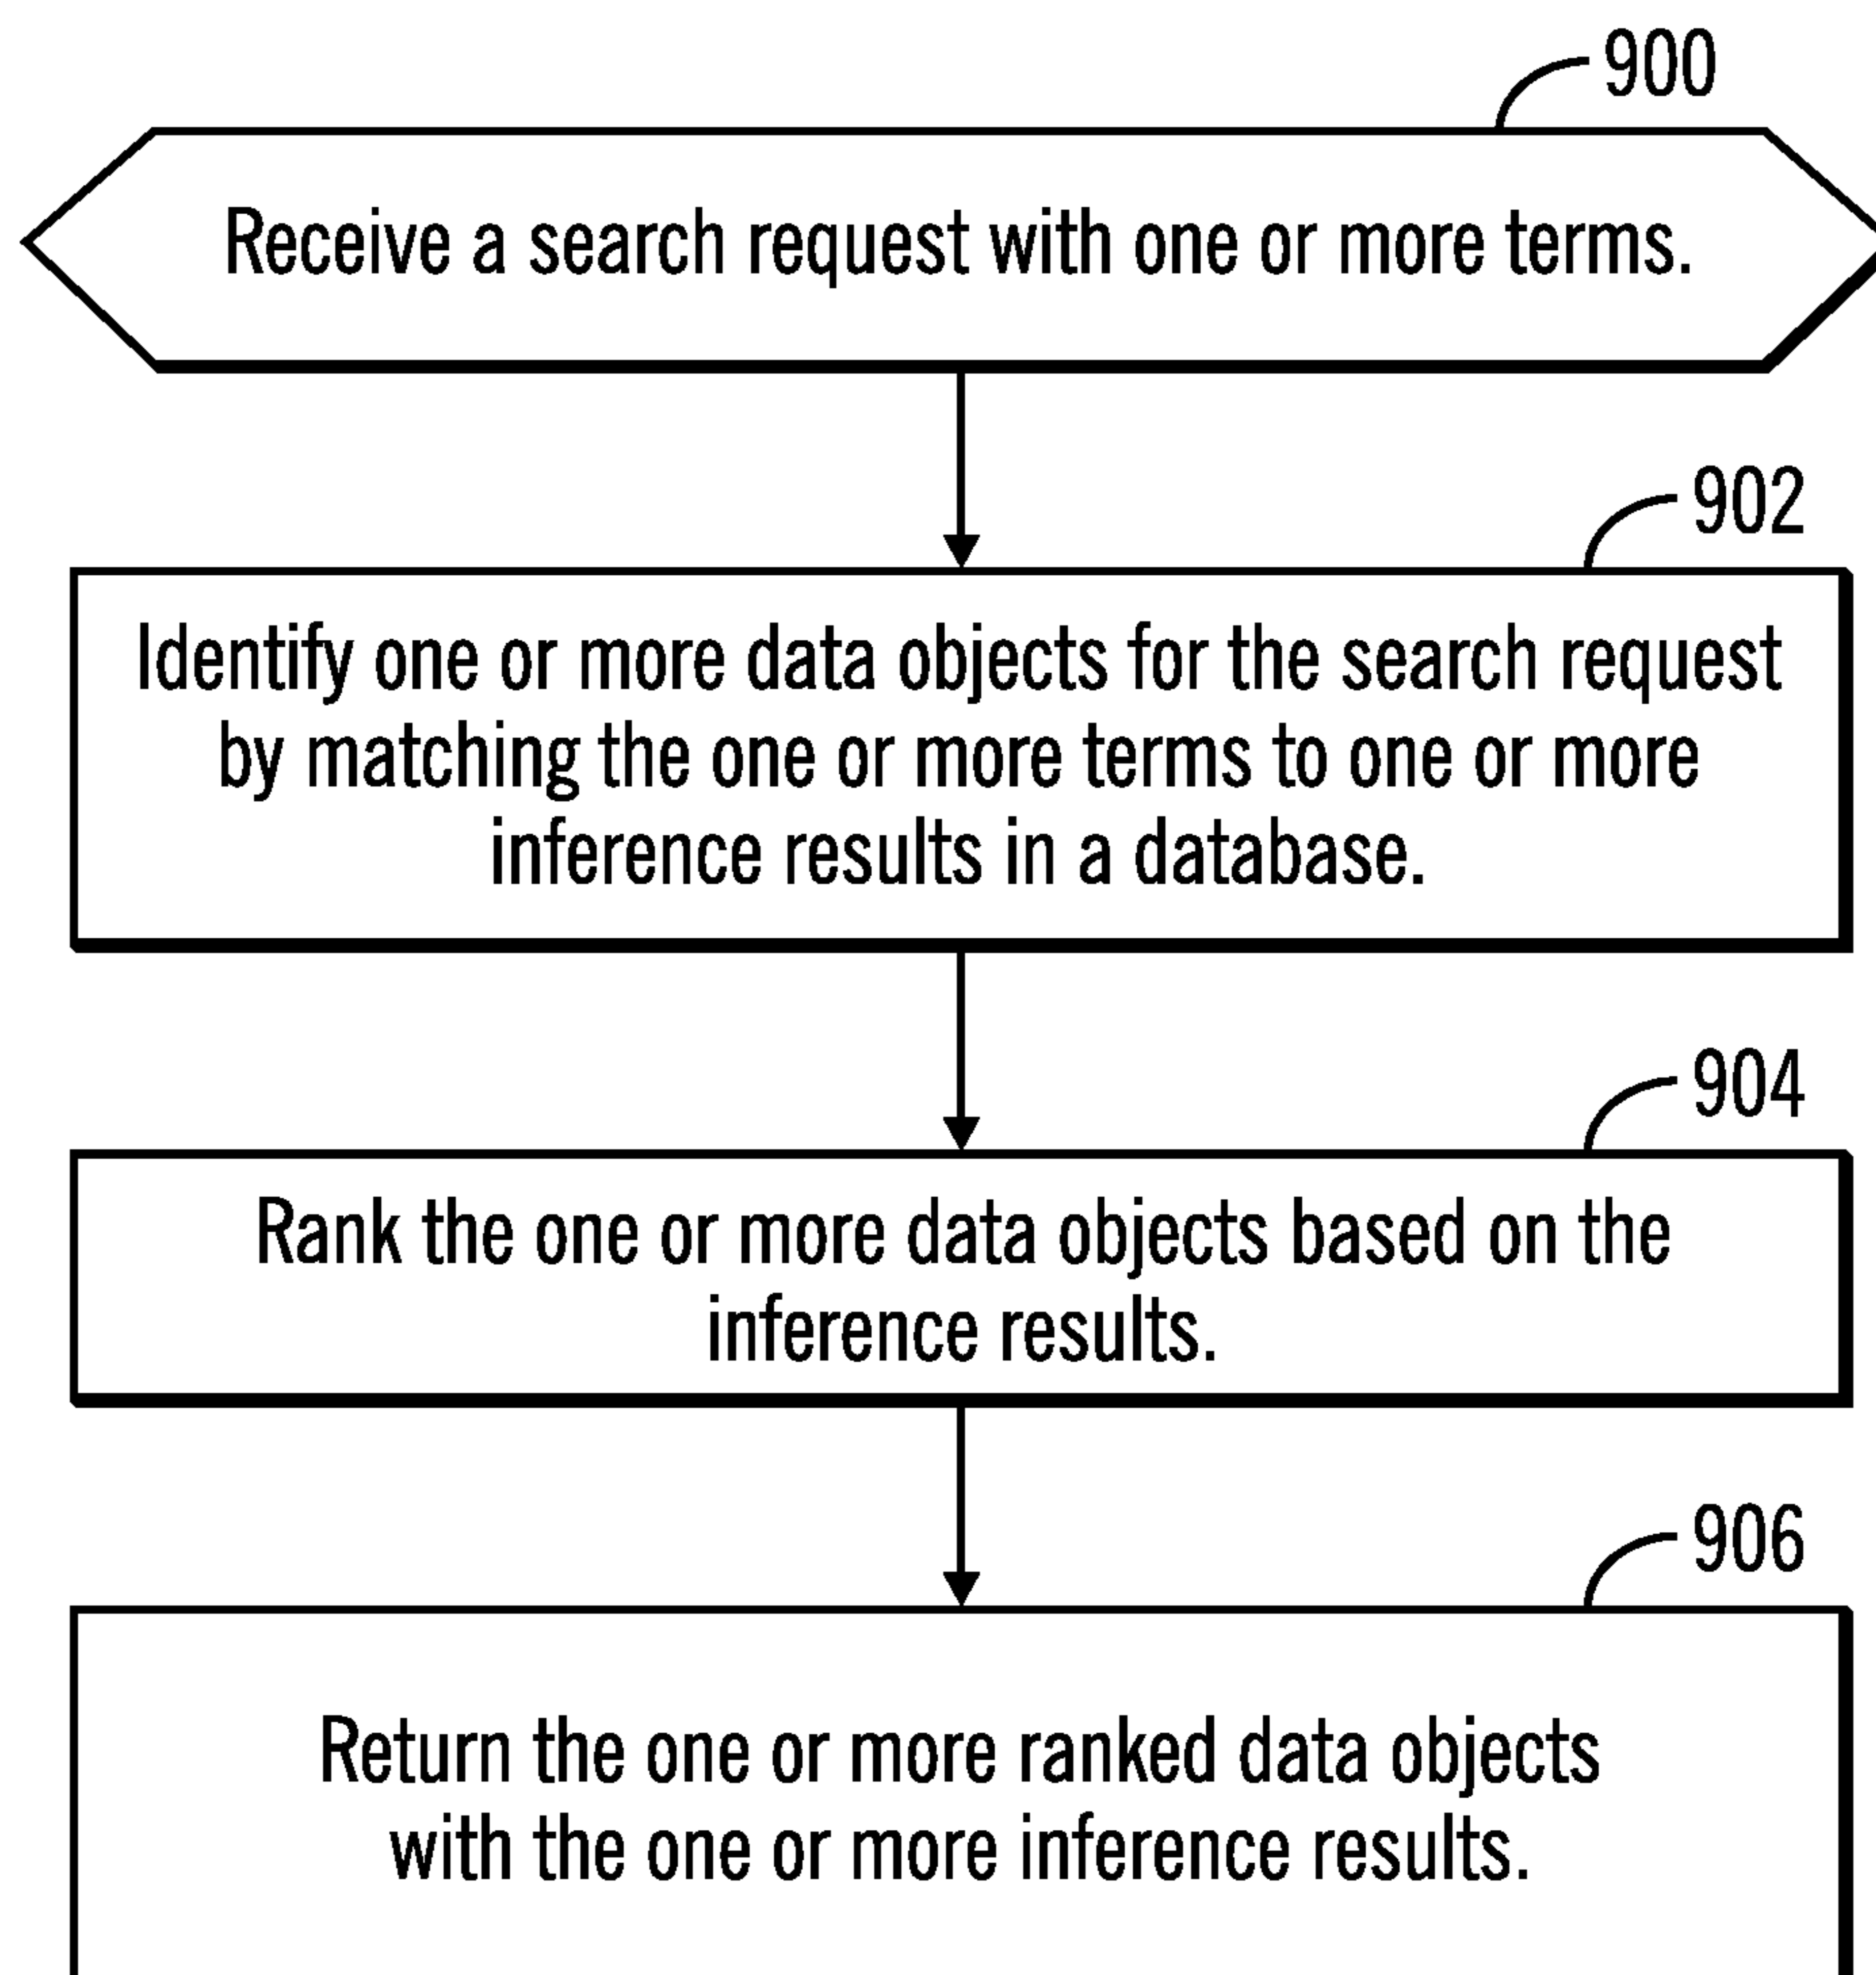 900
Receive a search request with one or more terms.
902
Identify one or more data objects for the search request
by matching the one or more terms to one or more
inference results in a database.
904
Rank the one or more data objects based on the
inference results.
906
Return the one or more ranked data objects
with the one or more inference results.